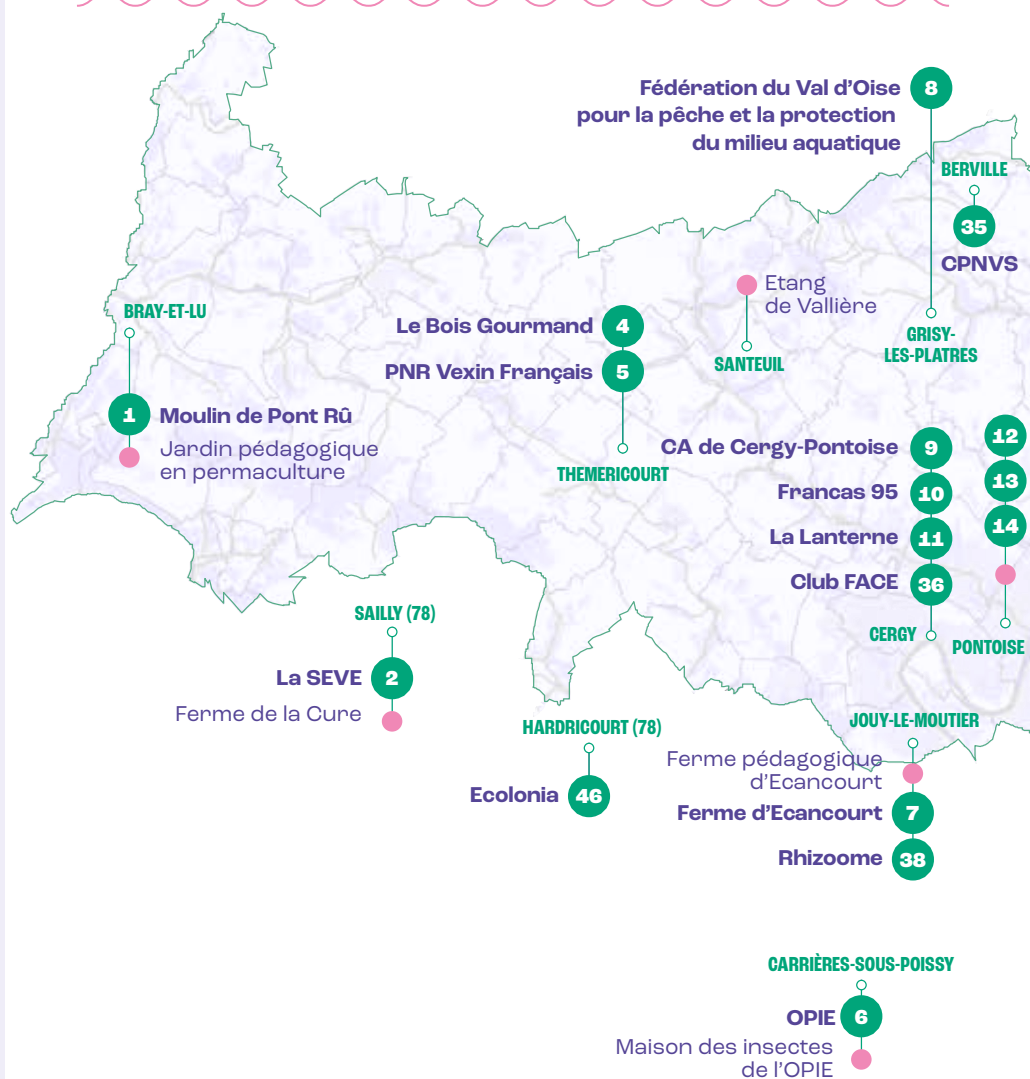 Fédération du Val d'Oise 8
pour la pêche et la protection
du milieu aquatique
BERVILLE
35
CPNVS
Etang
de Vallière
SANTEUIL
GRISY-
LES-PLATRES
BRAY-ET-LU
1 Moulin de Pont Rû
Jardin pédagogique
en permaculture
Le Bois Gourmand 4
PNR Vexin Français 5
THEMERICOURT
CA de Cergy-Pontoise 9
Francas 95 10
La Lanterne 11
Club FACE 36
CERGY
12
13
14
PONTOISE
SAILLY (78)
La SEVE 2
Ferme de la Cure
HARDRICOURT (78)
Ecolonia 46
JOUY-LE-MOUTIER
Ferme pédagogique
d'Ecancourt
Ferme d'Ecancourt 7
Rhizoome 38
CARRIÈRES-SOUS-POISSY
OPIE 6
Maison des insectes
de l'OPIE